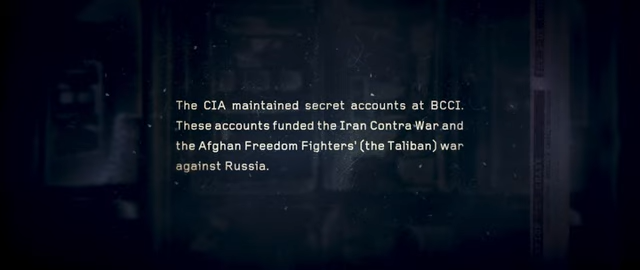 The CIA maintained secret accounts at BCCI.
These accounts funded the Iran Contra War and
the Afghan Freedom Fighters' (the Taliban) war
against Russia.